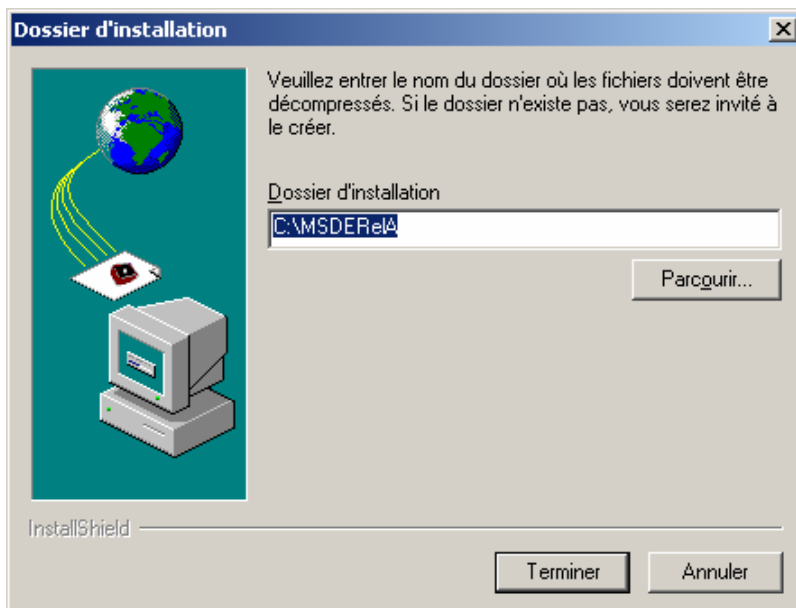 Dossier d'installation
Veuillez entrer le nom du dossier où les fichiers doivent être
décompressés. Si le dossier n'existe pas, vous serez invité à
le créer.
Dossier d'installation
C:\MSDERelA
Parcourir...
InstallShield
Terminer
Annuler